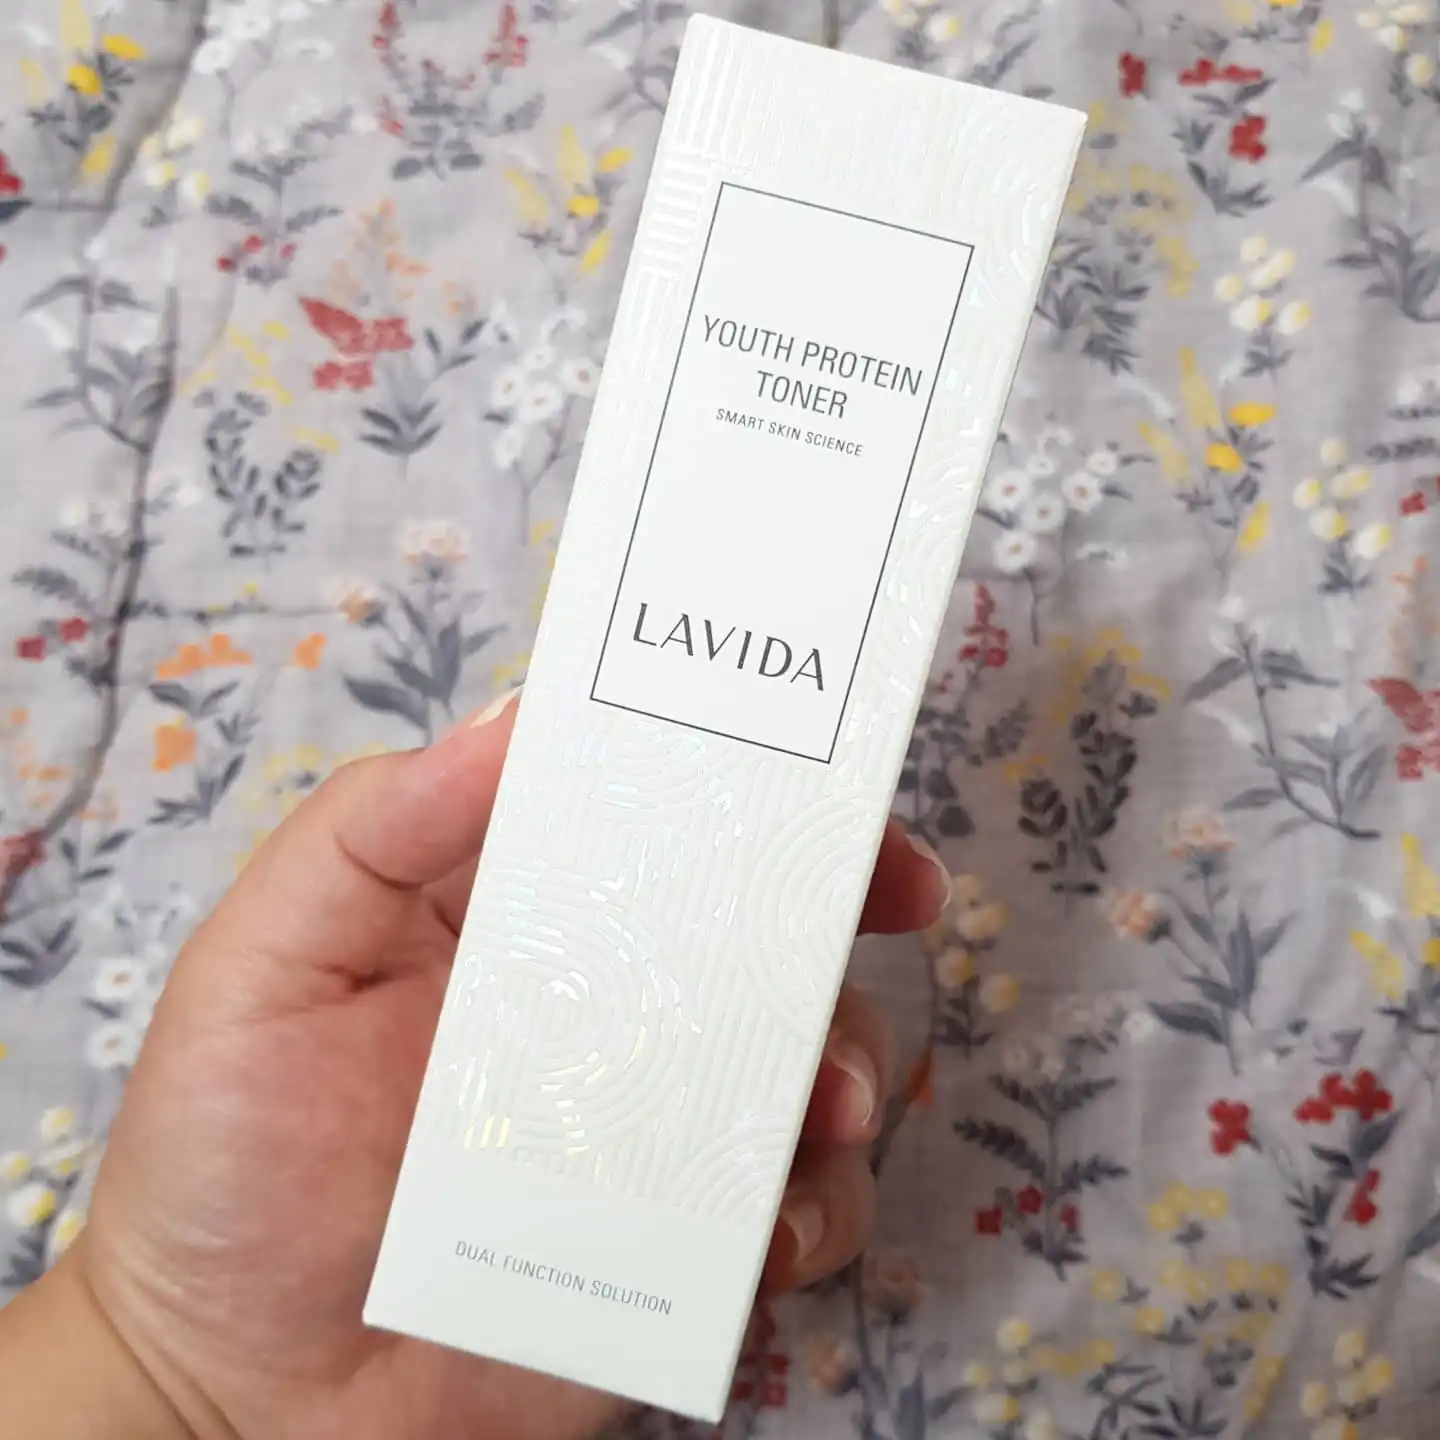 YOUTH PROTEIN
TONER
SMART SKIN SCIENCE
LAVIDA
DUAL FUNCTION SOLUTION